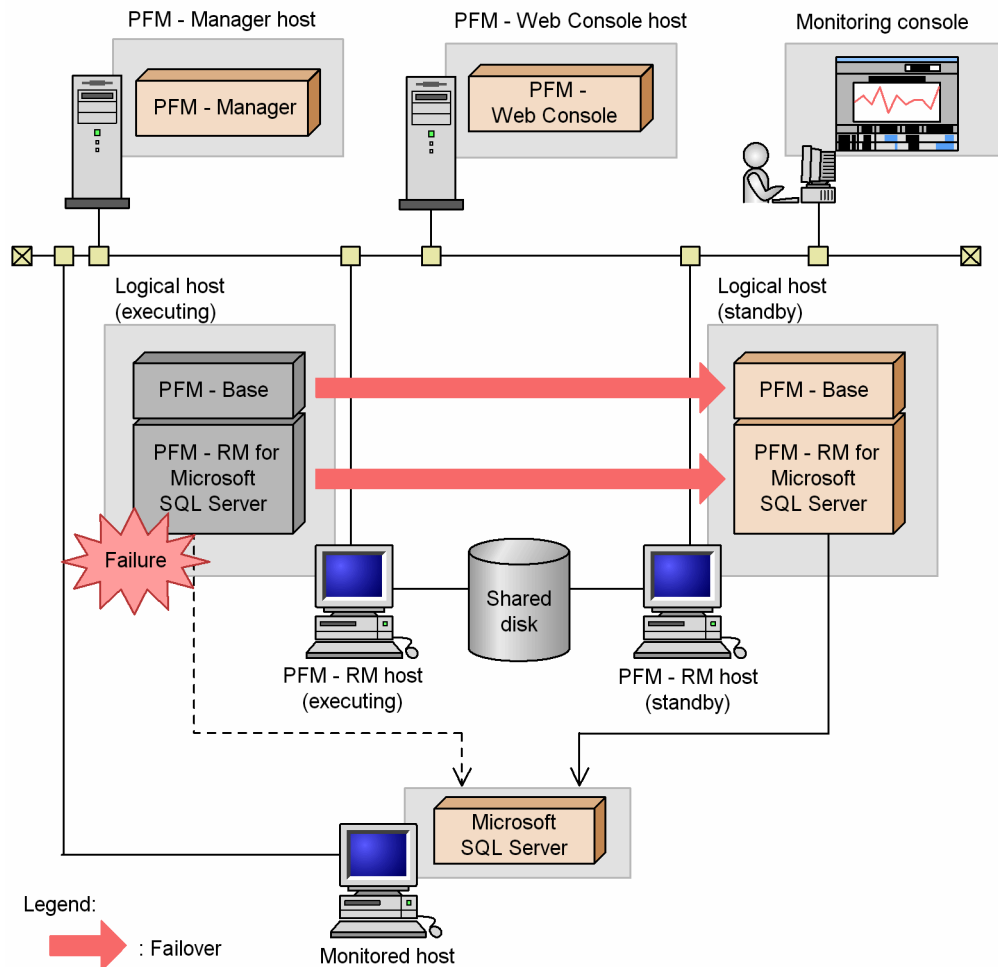 PFM - Manager host
PFM - Web Console host
Monitoring console
PFM - Manager
PFM -
Web Console
Logical host
(executing)
Logical host
(standby)
PFM - Base
PFM - RM for
Microsoft
SQL Server
PFM - Base
PFM - RM for
Microsoft
SQL Server
Failure
Shared
disk
PFM - RM host
(executing)
PFM - RM host
(standby)
Microsoft
SQL Server
Monitored host
Legend:
: Failover